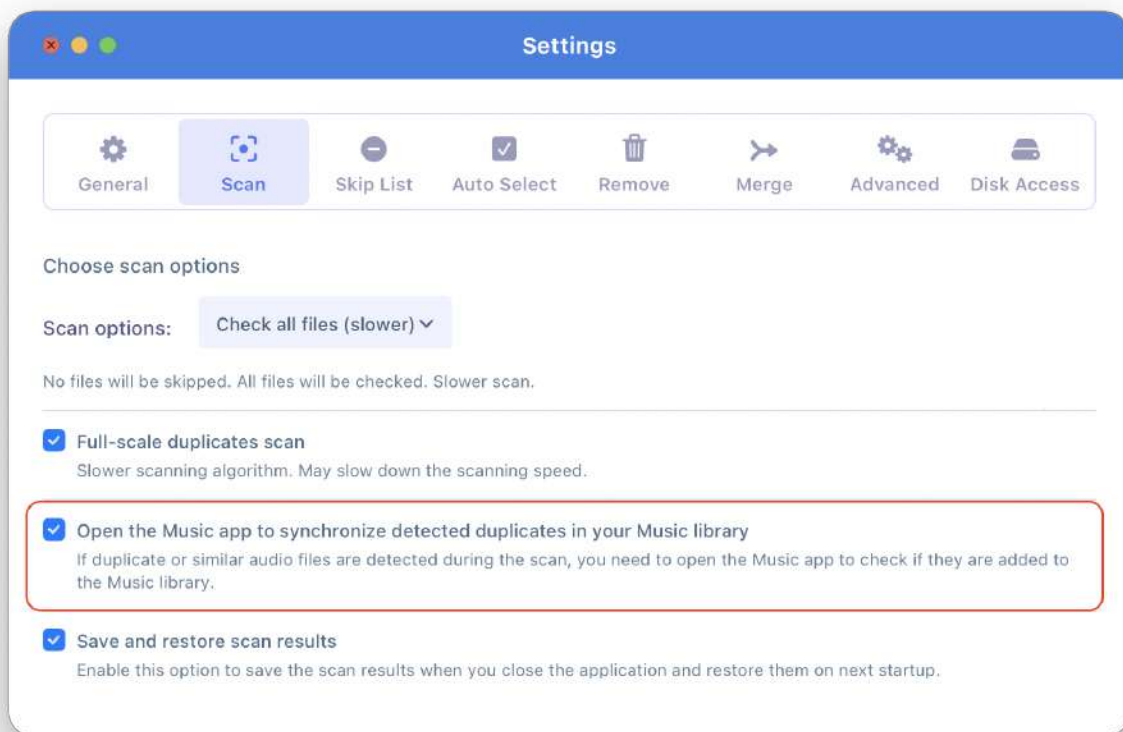 Settings
General Scan Skip List Auto Select Remove Merge Advanced Disk Access
Choose scan options
Scan options: Check all files (slower)
No files will be skipped. All files will be checked. Slower scan.
Full-scale duplicates scan
Slower scanning algorithm. May slow down the scanning speed.
Open the Music app to synchronize detected duplicates in your Music library
If duplicate or similar audio files are detected during the scan, you need to open the Music app to check if they are added to
the Music library.
Save and restore scan results
Enable this option to save the scan results when you close the application and restore them on next startup.